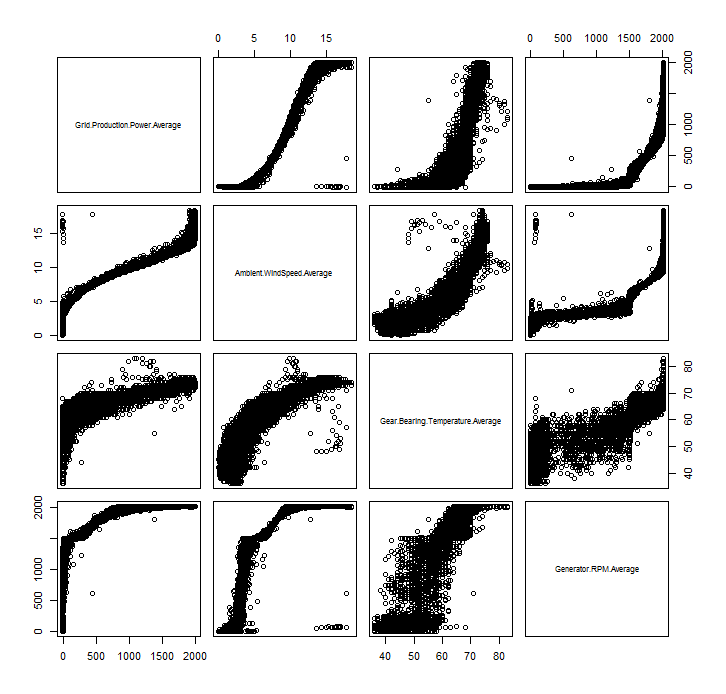 0 5 10 15
0 500 1000 1500 2000
Grid.Production.Power.Average
0 500 1000 2000
0 5 10 15
Ambient.WindSpeed.Average
Gear.Bearing.Temperature.Average
40 50 60 70 80
0 500 1000 2000
Generator.RPM.Average
0 500 1000 1500 2000
40 50 60 70 80